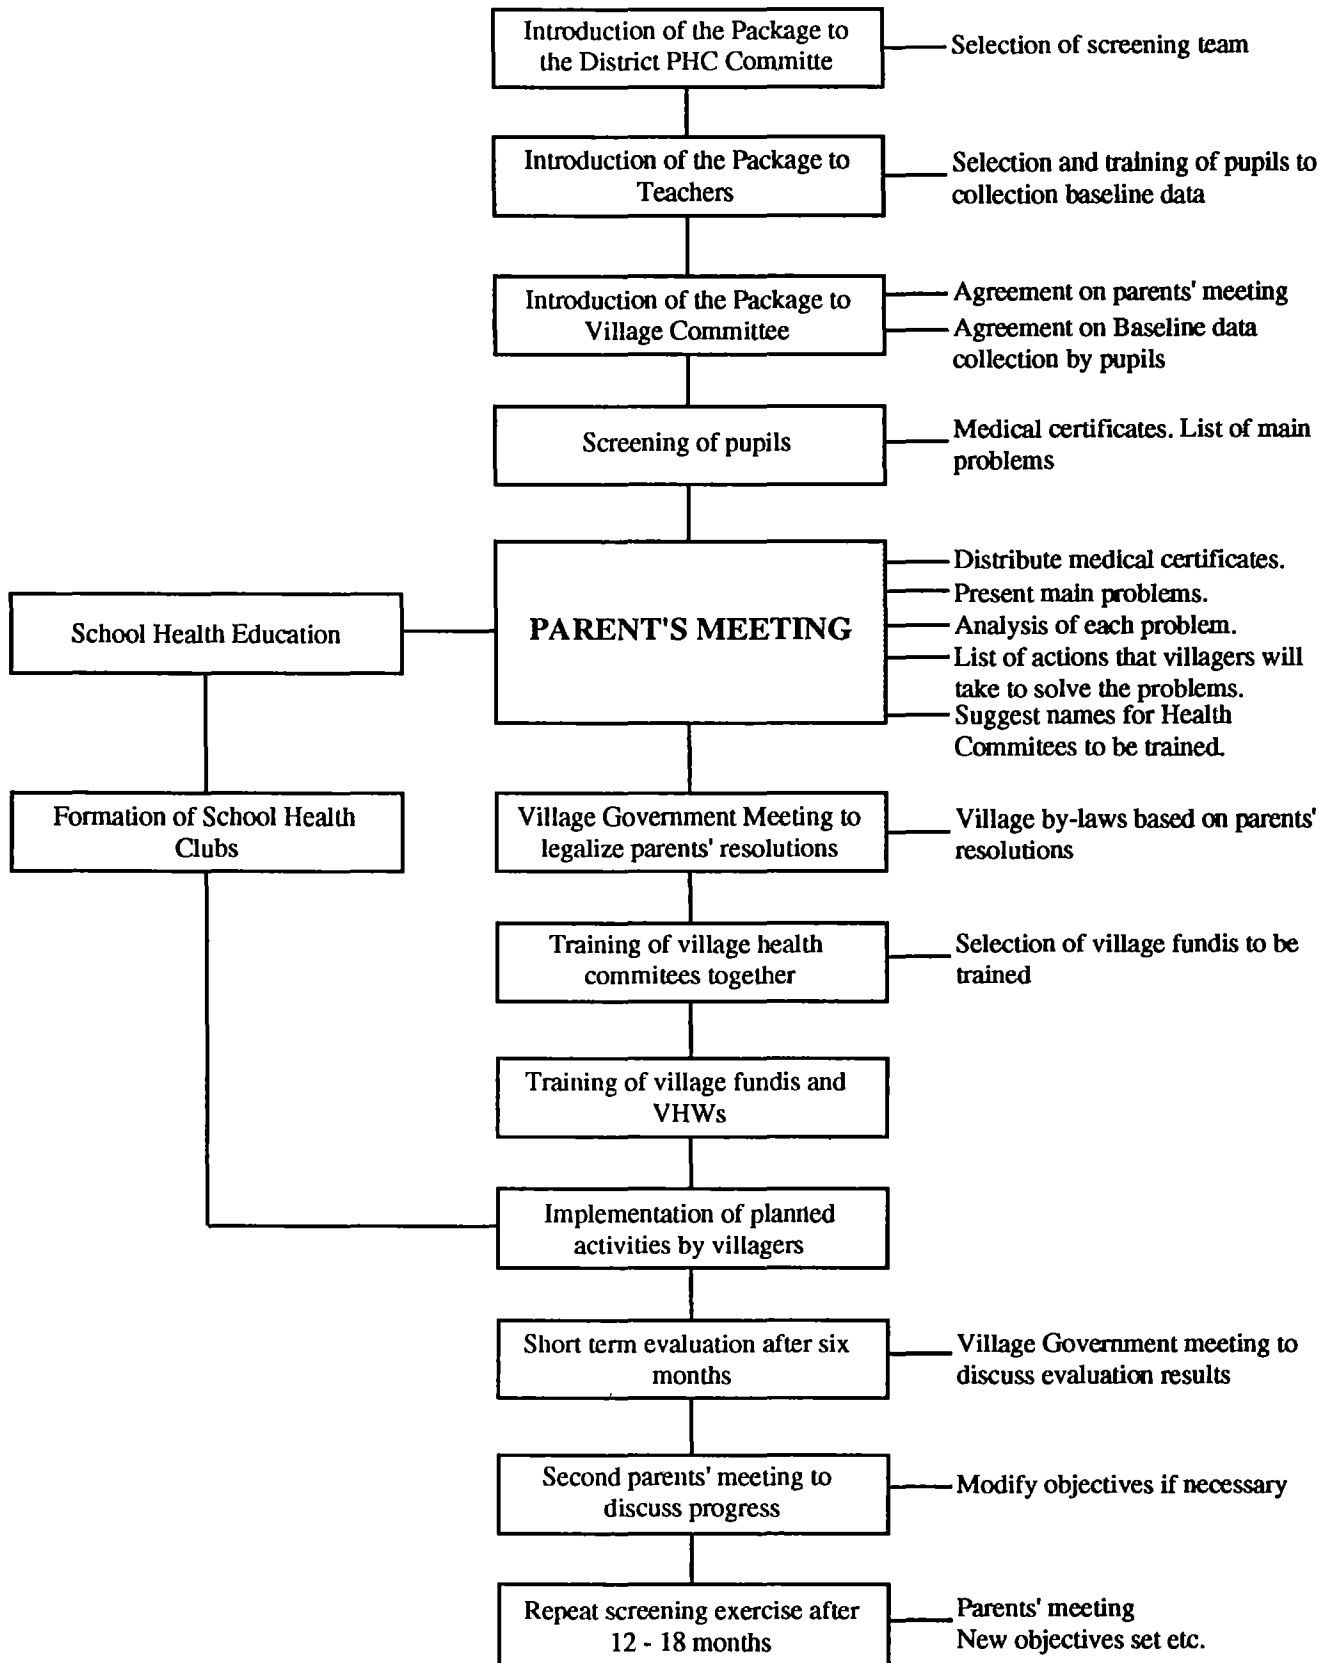 Introduction of the Package to
the District PHC Committe
Selection of screening team
Introduction of the Package to
Teachers
Selection and training of pupils to
collection baseline data
Introduction of the Package to
Village Committee
Agreement on parents' meeting
Agreement on Baseline data
collection by pupils
Screening of pupils
Medical certificates. List of main
problems
PARENT'S MEETING
Distribute medical certificates.
Present main problems.
Analysis of each problem.
List of actions that villagers will
take to solve the problems.
Suggest names for Health
Commitees to be trained.
School Health Education
Formation of School Health
Clubs
Village Government Meeting to
legalize parents' resolutions
Village by-laws based on parents'
resolutions
Training of village health
commitees together
Selection of village fundis to be
trained
Training of village fundis and
VHWs
Implementation of planned
activities by villagers
Short term evaluation after six
months
Village Government meeting to
discuss evaluation results
Second parents' meeting to
discuss progress
Modify objectives if necessary
Repeat screening exercise after
12 - 18 months
Parents' meeting
New objectives set etc.